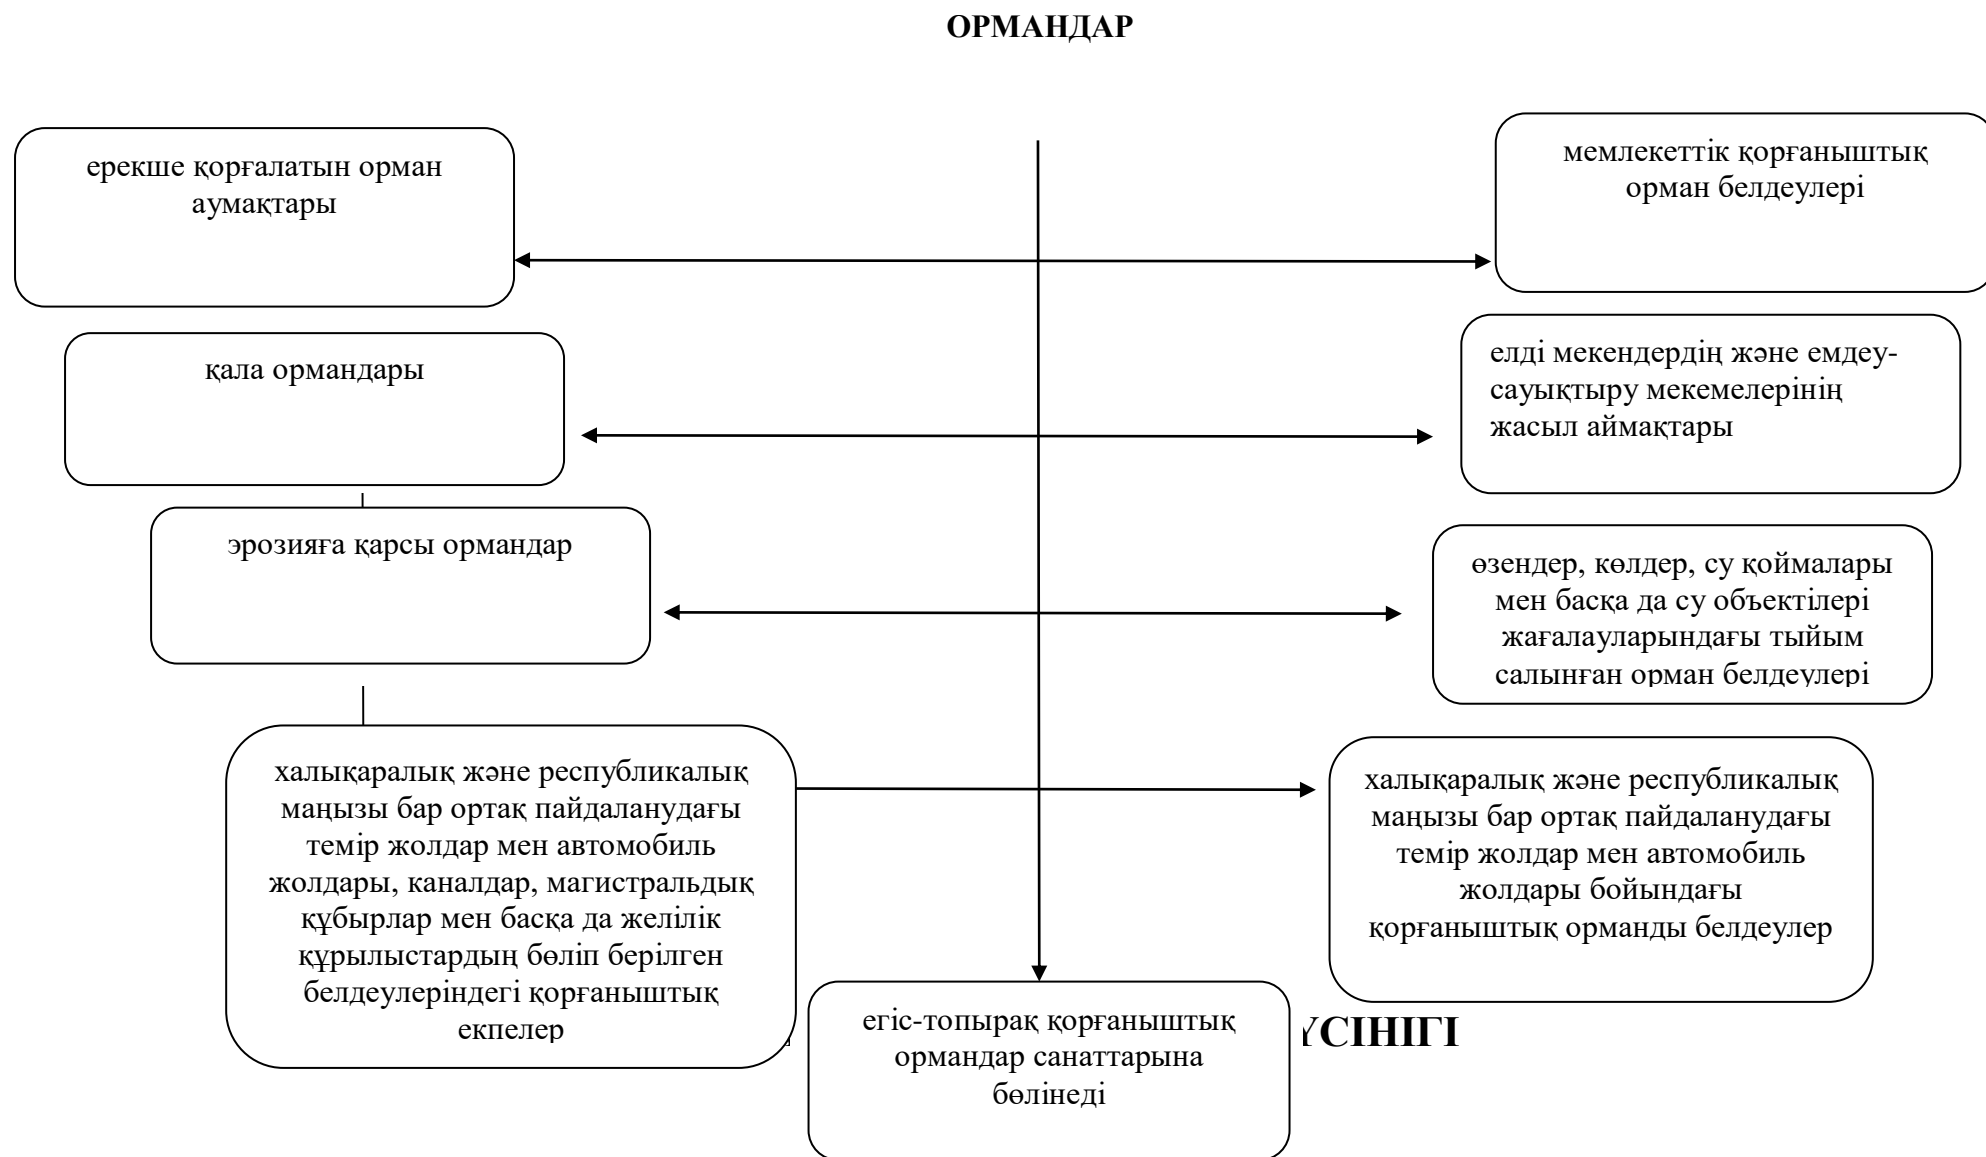 ОРМАНДАР
ерекше қорғалатын орман
аумақтары
мемлекеттік қорғаныштық
орман белдеулері
қала ормандары
елді мекендердің және емдеу-
сауықтыру мекемелерінің
жасыл аймақтары
эрозияға қарсы ормандар
өзендер, көлдер, су қоймалары
мен басқа да су объектілері
жағалауларындағы тыйым
салынған орман белдеулері
халықаралық және республикалық
маңызы бар ортақ пайдаланудағы
темір жолдар мен автомобиль
жолдары, каналдар, магистральдық
құбырлар мен басқа да желілік
құрылыстардың бөліп берілген
белдеулеріндегі қорғаныштық
екпелер
халықаралық және республикалық
маңызы бар ортақ пайдаланудағы
темір жолдар мен автомобиль
жолдары бойындағы
қорғаныштық орманды белдеулер
егіс-топырақ қорғаныштық
ормандар санаттарына
бөлінеді
ҮСІНІГІ